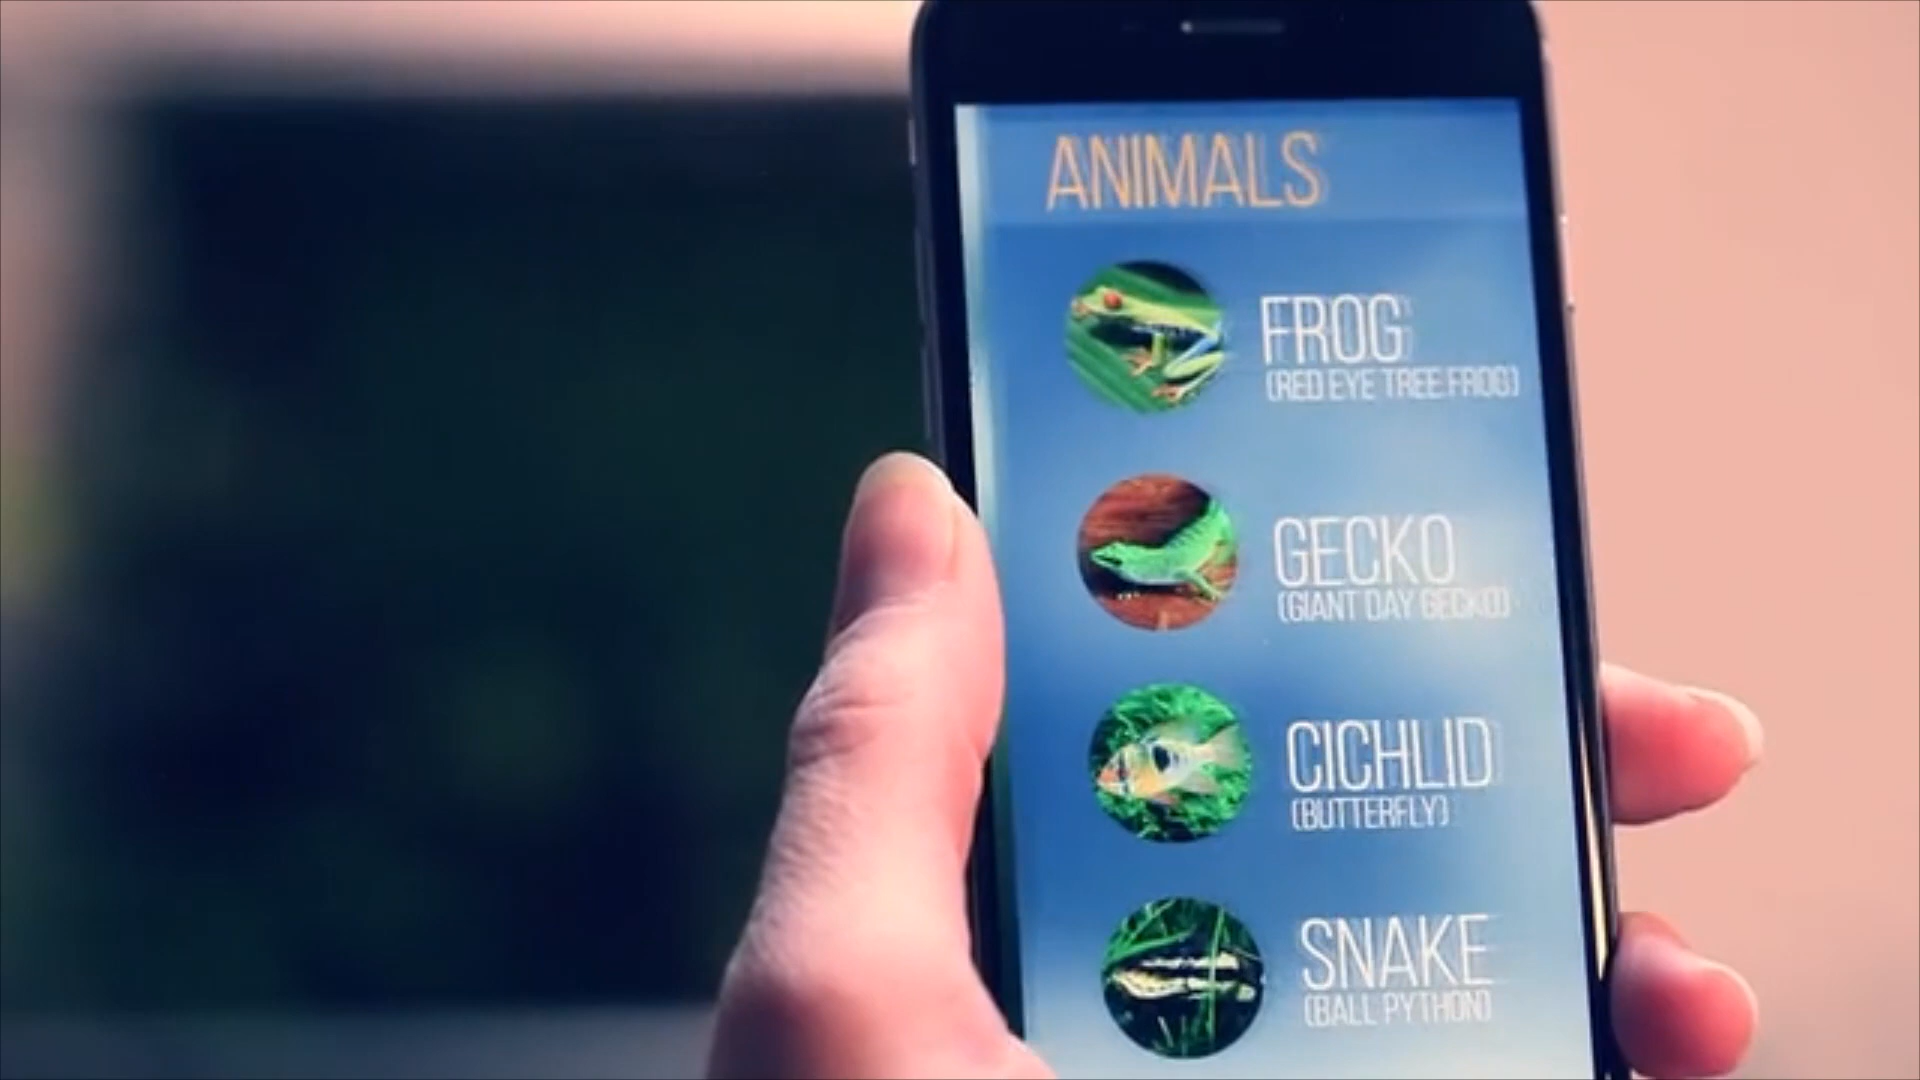 ANIMALS
FROG
(RED EYE TREE FROG)
GECKO
(GIANT DAY GECKO)
CICHLID
(BUTTERFLY)
SNAKE
(BALL PYTHON)